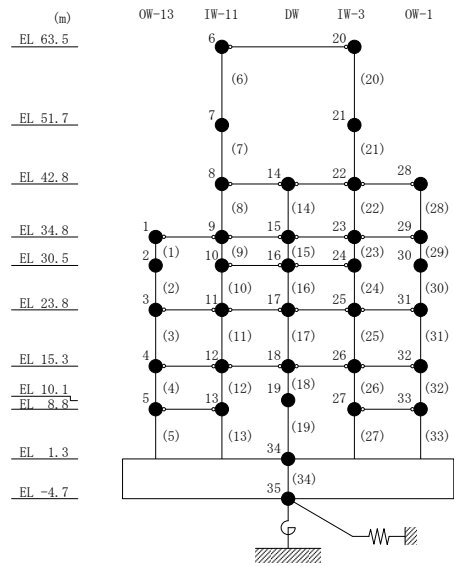 (m) OW-13 IW-11 DW IW-3 OW-1
EL 63.5 6 20
(6) (20)
EL 51.7 7 21
(7) (21)
EL 42.8 8 14 22 28
(8) (14) (22) (28)
EL 34.8 1 9 15 23 29
(1) (9) (15) (23) (29)
EL 30.5 2 10 16 24 30
(2) (10) (16) (24) (30)
EL 23.8 3 11 17 25 31
(3) (11) (17) (25) (31)
EL 15.3 4 12 18 26 32
(4) (12) (18) (26) (32)
EL 10.1 19
EL 8.8 5 13 27 33
(5) (13) (19) (27) (33)
EL 1.3 34
(34)
EL -4.7 35